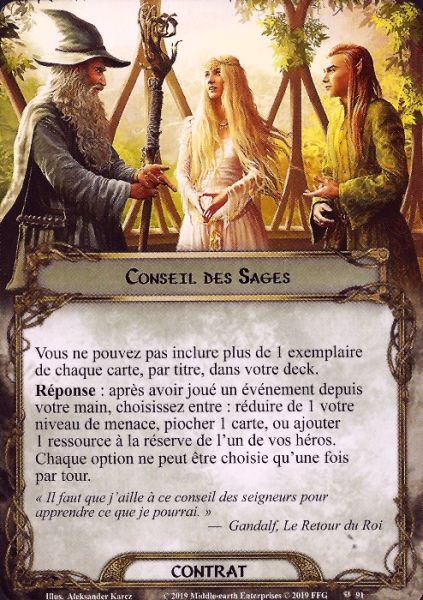 Conseil des Sages
Vous ne pouvez pas inclure plus de 1 exemplaire
de chaque carte, par titre, dans votre deck.
Réponse : après avoir joué un événement depuis
votre main, choisissez entre : réduire de 1 votre
niveau de menace, piocher 1 carte, ou ajouter
1 ressource à la réserve de l'un de vos héros.
Chaque option ne peut être choisie qu'une fois
par tour.
« Il faut que j'aille à ce conseil des seigneurs pour
apprendre ce que je pourrai. »
— Gandalf, Le Retour du Roi
CONTRAT
Illus. Aleksander Karcz © 2019 Middle-earth Enterprises © 2019 FFG 91